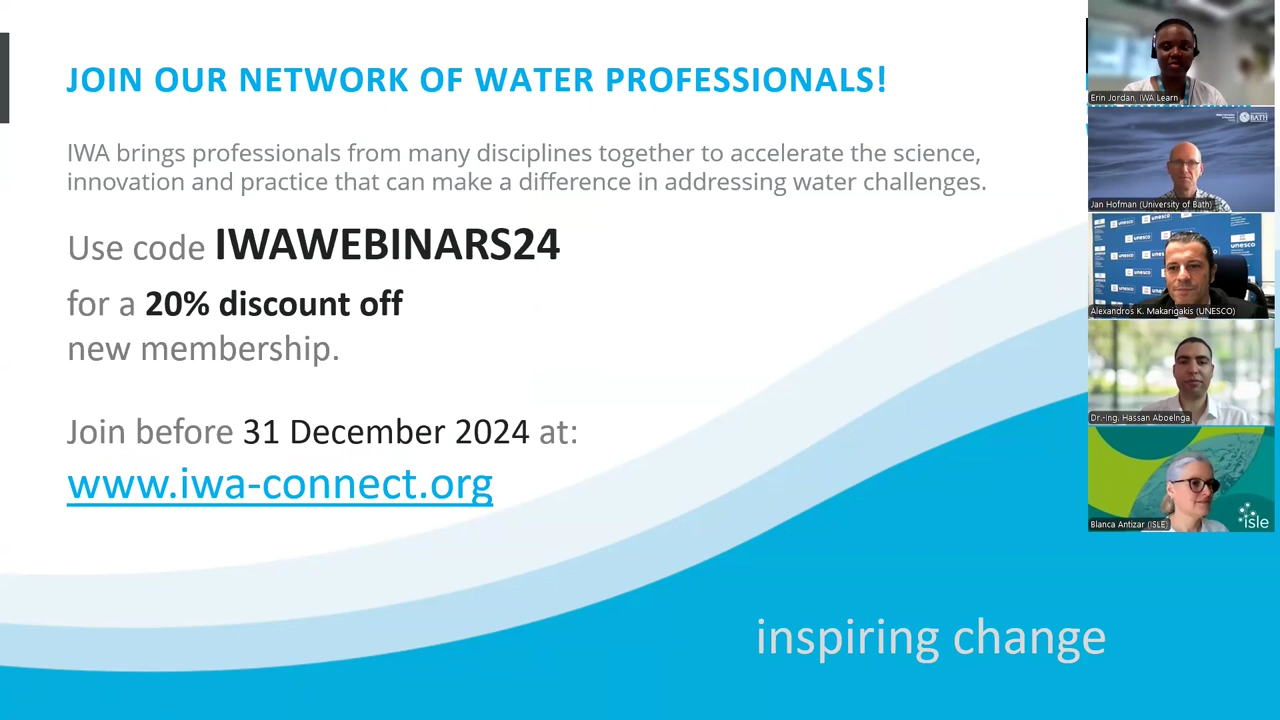 JOIN OUR NETWORK OF WATER PROFESSIONALS!
IWA brings professionals from many disciplines together to accelerate the science,
innovation and practice that can make a difference in addressing water challenges.
Use code IWAWEBINARS24
for a 20% discount off
new membership.
Join before 31 December 2024 at:
www.iwa-connect.org
inspiring change
Erin Jordan, IWA Learn
BATH
Jan Hofman (University of Bath)
unesco
Alexandros K. Makarigakis (UNESCO)
Dr.-Ing. Hassan Aboelnga
isle
Blanca Antizar (ISLE)